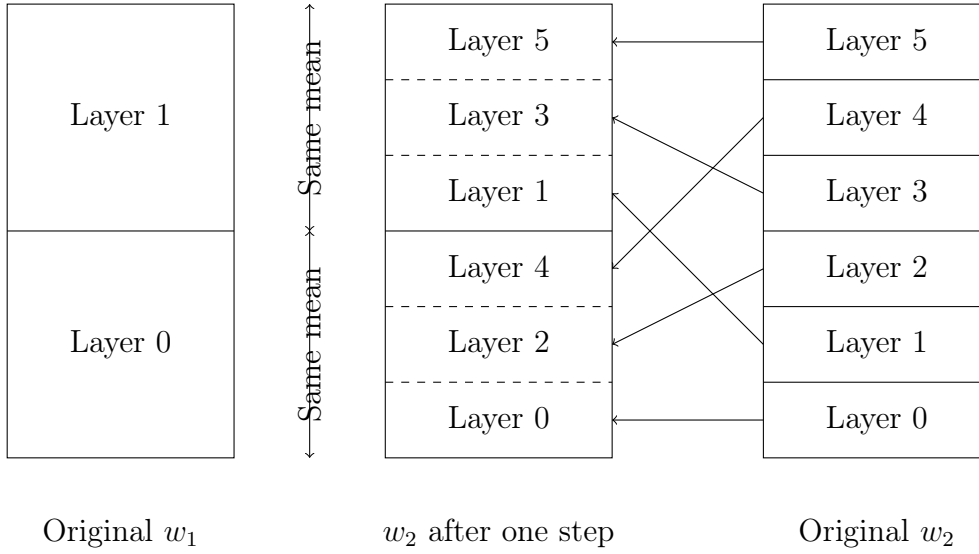 Layer 1
Layer 0
Original w₁
Same mean
Same mean
Layer 5
Layer 3
Layer 1
Layer 4
Layer 2
Layer 0
w₂ after one step
Layer 5
Layer 4
Layer 3
Layer 2
Layer 1
Layer 0
Original w₂